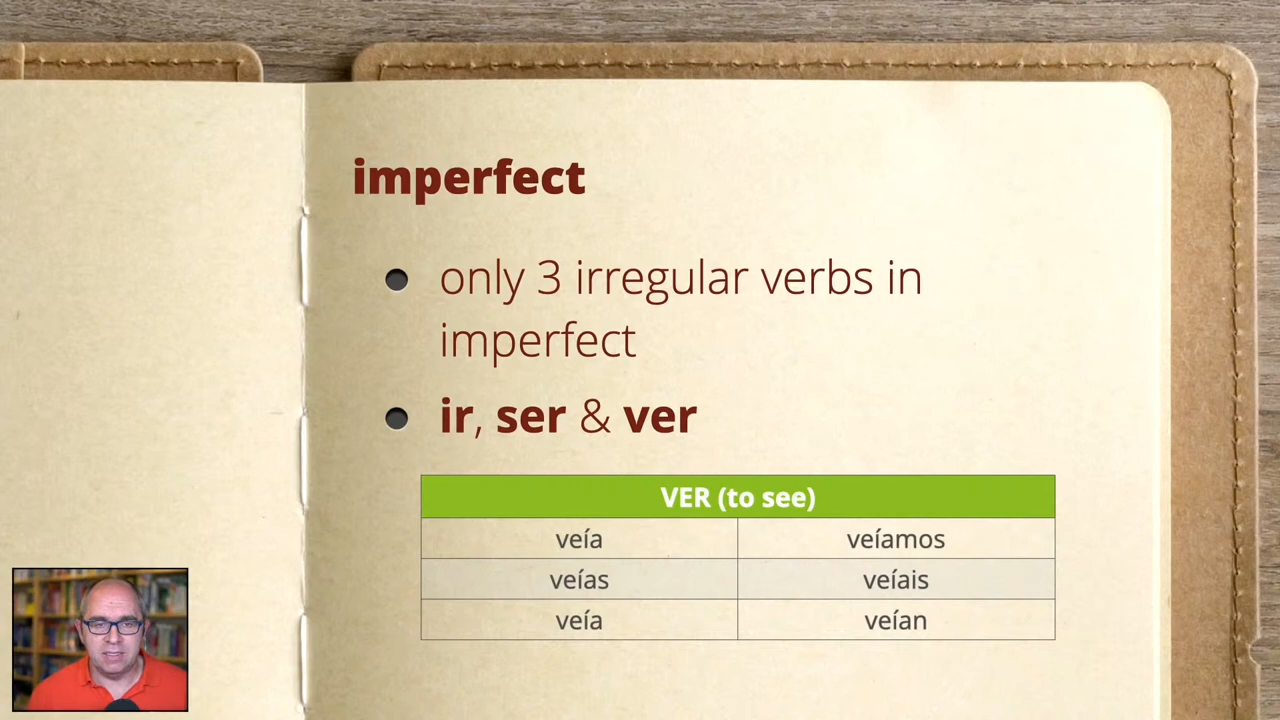 imperfect
only 3 irregular verbs in
imperfect
ir, ser & ver
VER (to see)
veía veíamos
veías veíais
veía veían